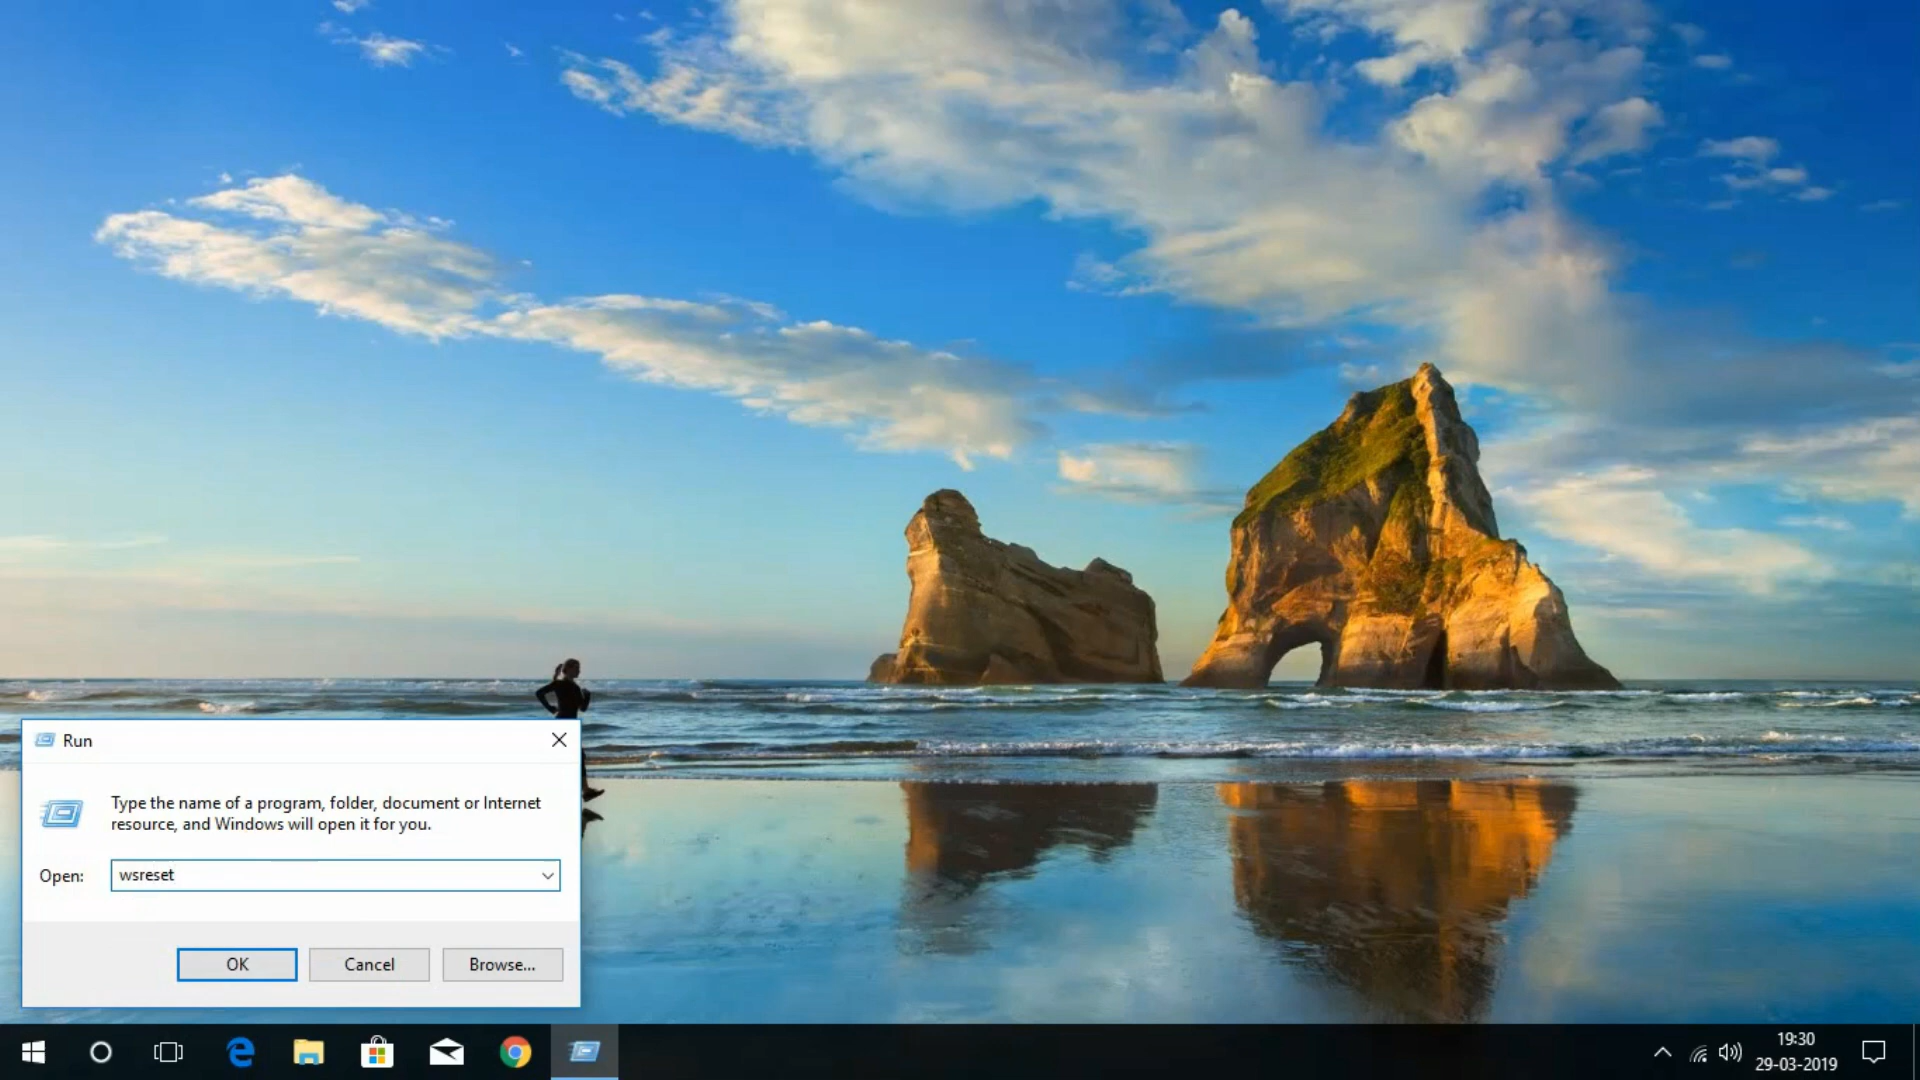 Run
Type the name of a program, folder, document or Internet
resource, and Windows will open it for you.
Open: wsreset
OK Cancel Browse...
19:30
29-03-2019